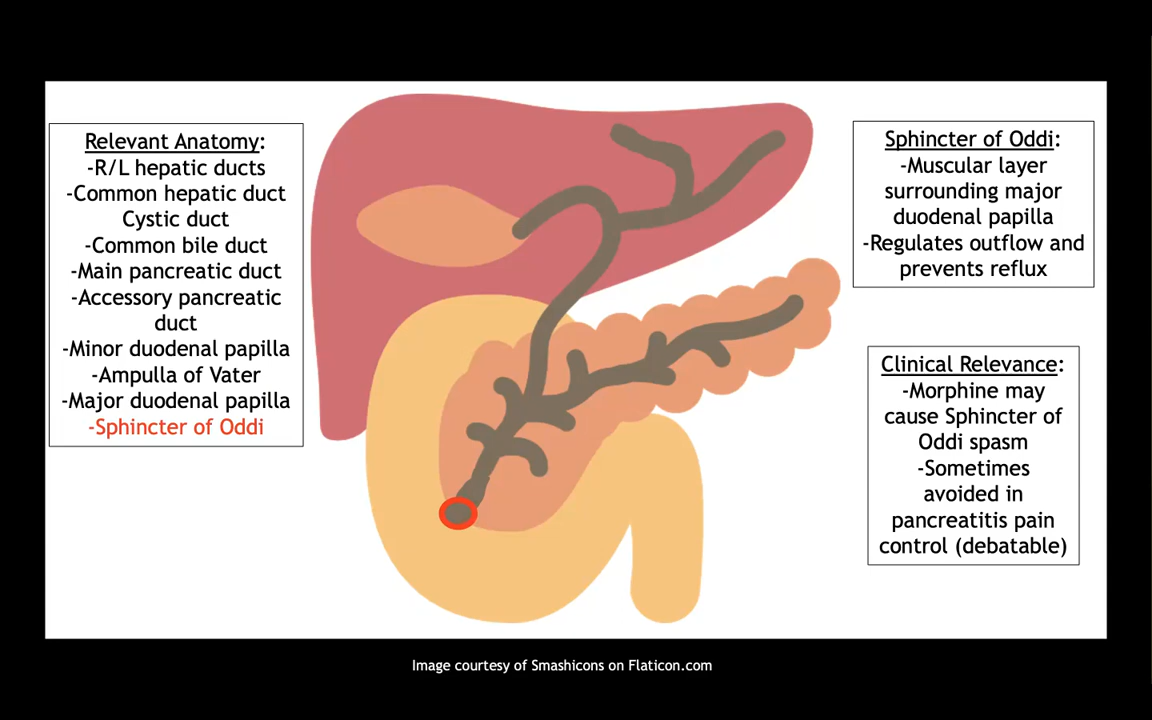 Relevant Anatomy:
-R/L hepatic ducts
-Common hepatic duct
Cystic duct
-Common bile duct
-Main pancreatic duct
-Accessory pancreatic
duct
-Minor duodenal papilla
-Ampulla of Vater
-Major duodenal papilla
-Sphincter of Oddi
Sphincter of Oddi:
-Muscular layer
surrounding major
duodenal papilla
-Regulates outflow and
prevents reflux
Clinical Relevance:
-Morphine may
cause Sphincter of
Oddi spasm
-Sometimes
avoided in
pancreatitis pain
control (debatable)
Image courtesy of Smashicons on Flaticon.com